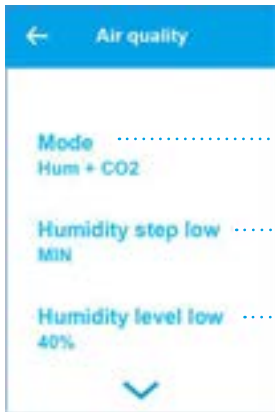 Air quality
Mode
Hum + CO2
Humidity step low
MIN
Humidity level low
40%